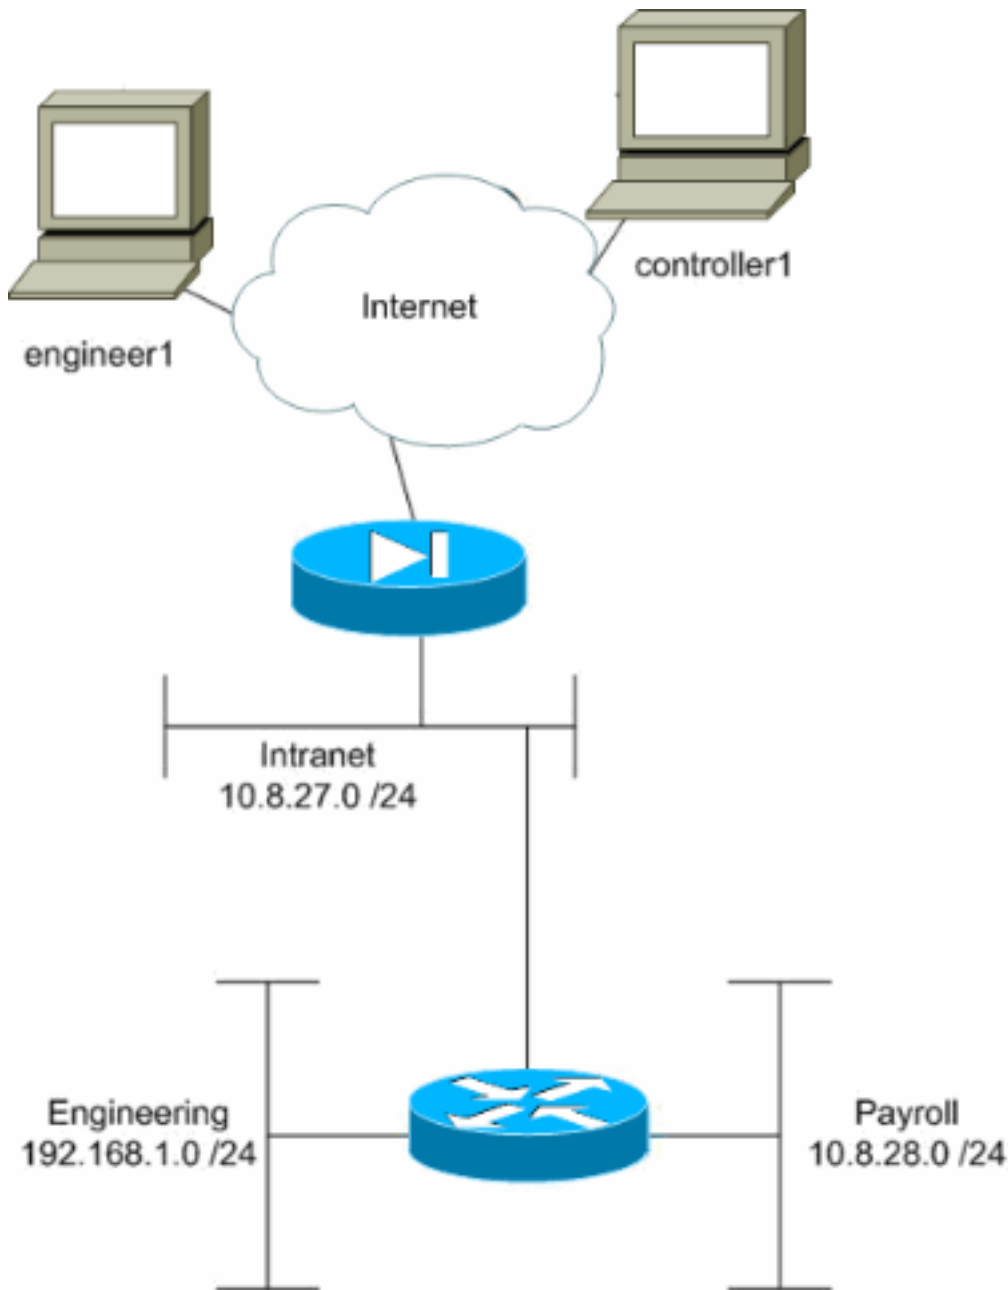 controller1
Internet
engineer1
Intranet
10.8.27.0 /24
Engineering
192.168.1.0 /24
Payroll
10.8.28.0 /24